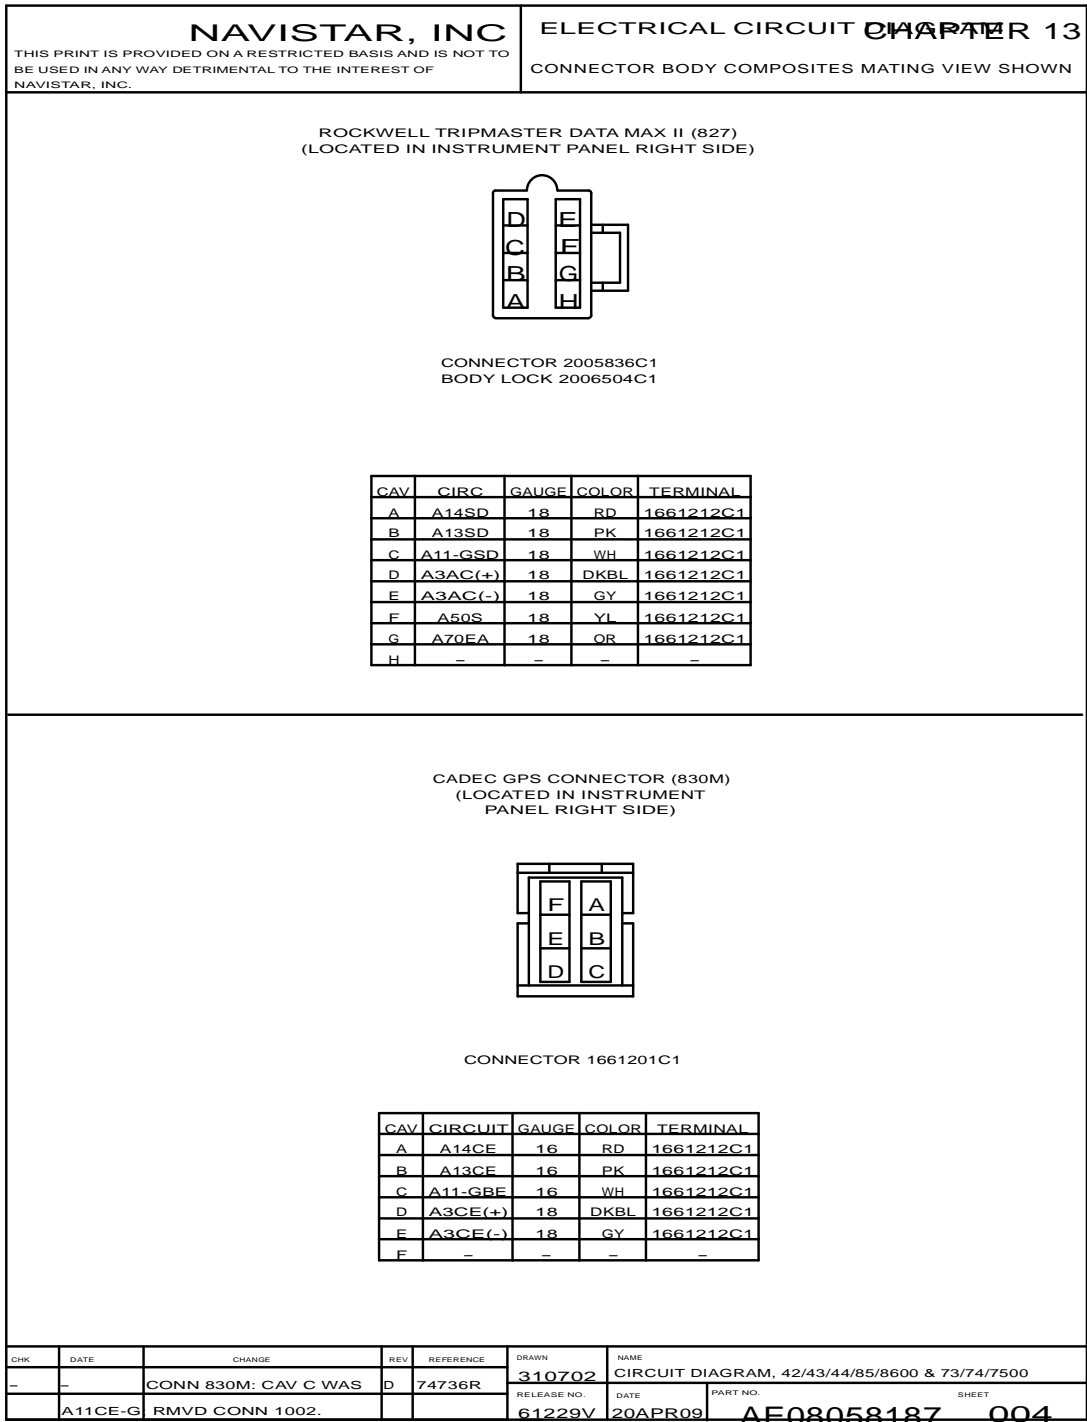 NAVISTAR, INC
THIS PRINT IS PROVIDED ON A RESTRICTED BASIS AND IS NOT TO
BE USED IN ANY WAY DETRIMENTAL TO THE INTEREST OF
NAVISTAR, INC.
ELECTRICAL CIRCUIT DIAGRAM CHAPTER 13
CONNECTOR BODY COMPOSITES MATING VIEW SHOWN
ROCKWELL TRIPMASTER DATA MAX II (827)
(LOCATED IN INSTRUMENT PANEL RIGHT SIDE)
D E
C F
B G
A H
CONNECTOR 2005836C1
BODY LOCK 2006504C1
CAV CIRC GAUGE COLOR TERMINAL
A A14SD 18 RD 1661212C1
B A13SD 18 PK 1661212C1
C A11-GSD 18 WH 1661212C1
D A3AC(+) 18 DKBL 1661212C1
E A3AC(-) 18 GY 1661212C1
F A50S 18 YL 1661212C1
G A70EA 18 OR 1661212C1
H – – – –
CADEC GPS CONNECTOR (830M)
(LOCATED IN INSTRUMENT
PANEL RIGHT SIDE)
F A
E B
D C
CONNECTOR 1661201C1
CAV CIRCUIT GAUGE COLOR TERMINAL
A A14CE 16 RD 1661212C1
B A13CE 16 PK 1661212C1
C A11-GBE 16 WH 1661212C1
D A3CE(+) 18 DKBL 1661212C1
E A3CE(-) 18 GY 1661212C1
F – – – –
CHK DATE CHANGE REV REFERENCE
– – CONN 830M: CAV C WAS D 74736R
A11CE-G RMVD CONN 1002.
DRAWN
310702
NAME
CIRCUIT DIAGRAM, 42/43/44/85/8600 & 73/74/7500
RELEASE NO.
61229V
DATE
20APR09
PART NO.
AF08058187
SHEET
004